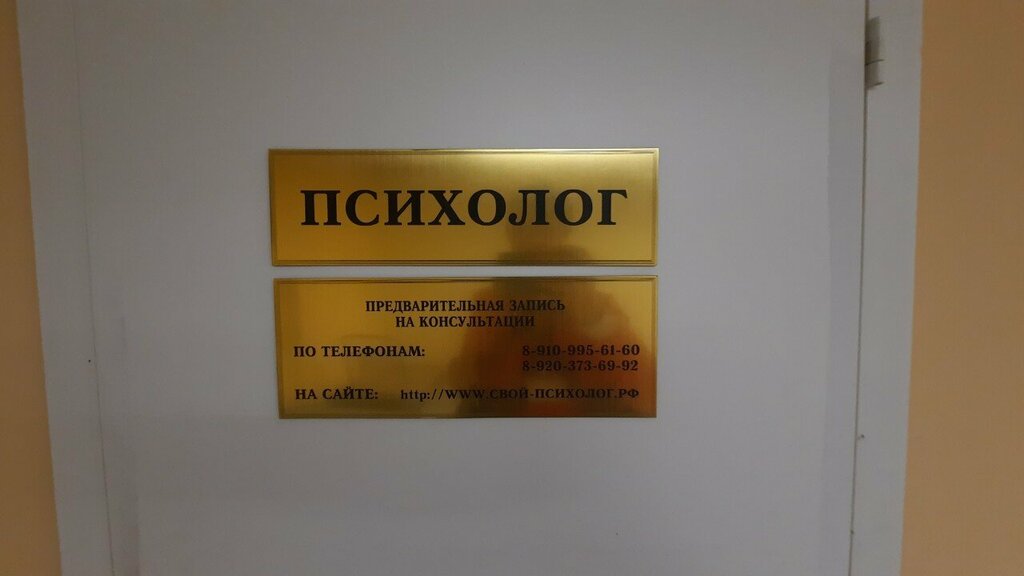 ПСИХОЛОГ
ПРЕДВАРИТЕЛЬНАЯ ЗАПИСЬ
НА КОНСУЛЬТАЦИИ
ПО ТЕЛЕФОНАМ: 8-910-995-61-60
8-920-373-69-92
НА САЙТЕ: http://WWW.СВОЙ-ПСИХОЛОГ.РФ